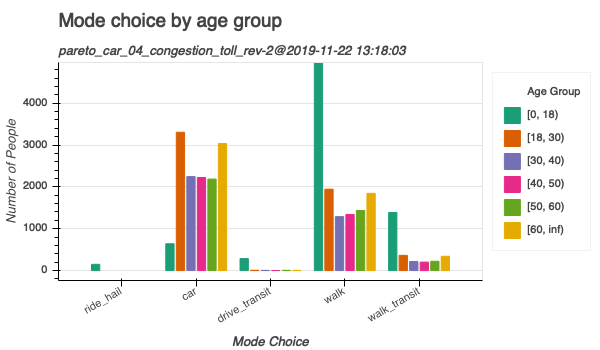 Mode choice by age group
pareto_car_04_congestion_toll_rev-2@2019-11-22 13:18:03
Number of People
4000
3000
2000
1000
0
ride_hail
car
drive_transit
walk
walk_transit
Mode Choice
Age Group
[0, 18)
[18, 30)
[30, 40)
[40, 50)
[50, 60)
[60, inf)